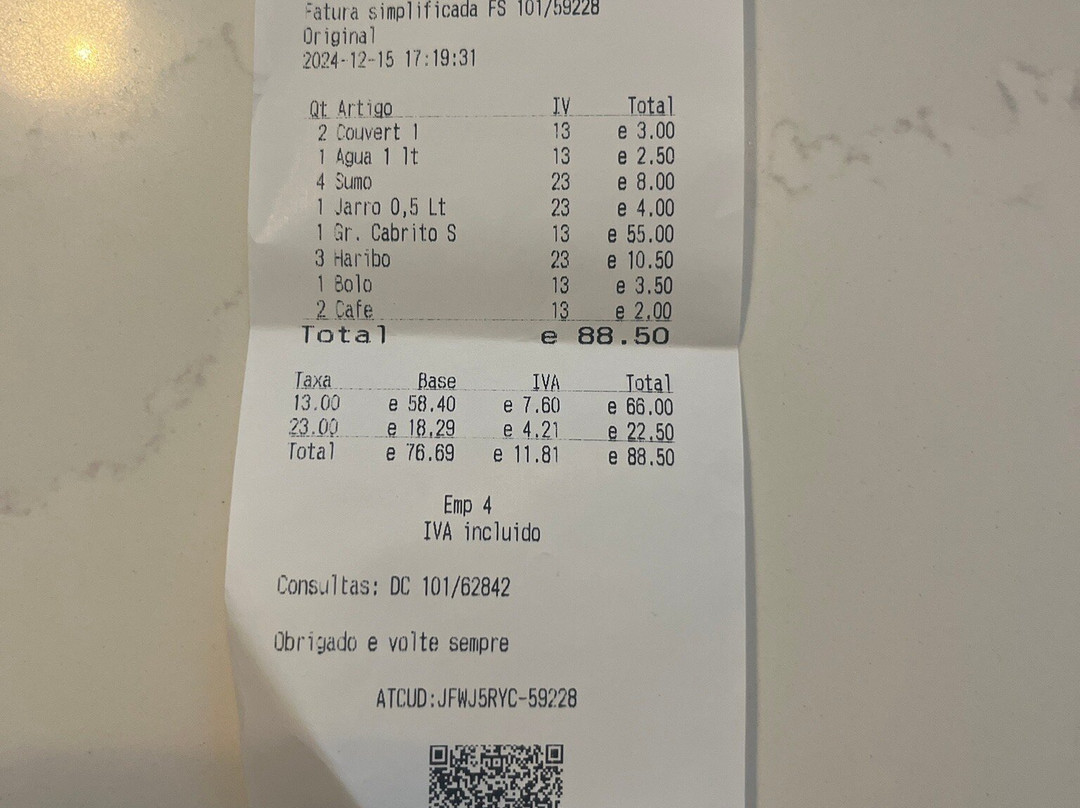 Fatura simplificada FS 101/59228
Original
2024-12-15 17:19:31
Qt Artigo IV Total
2 Couvert 1 13 e 3.00
1 Agua 1 lt 13 e 2.50
4 Sumo 23 e 8.00
1 Jarro 0,5 Lt 23 e 4.00
1 Gr. Cabrito S 13 e 55.00
3 Haribo 23 e 10.50
1 Bolo 13 e 3.50
2 Cafe 13 e 2.00
Total e 88.50
Taxa Base IVA Total
13.00 e 58.40 e 7.60 e 66.00
23.00 e 18.29 e 4.21 e 22.50
Total e 76.69 e 11.81 e 88.50
Emp 4
IVA incluido
Consultas: DC 101/62842
Obrigado e volte sempre
ATCUD:JFWJ5RYC-59228